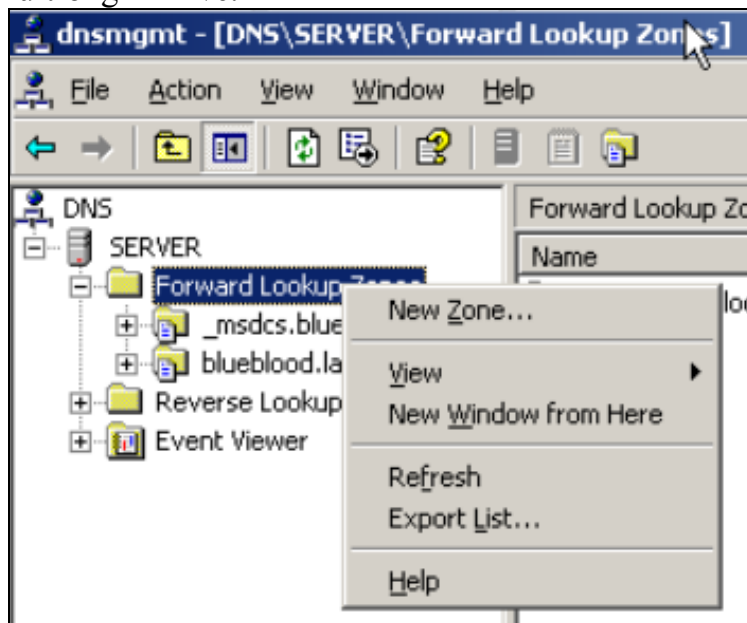 dnsmgmt - [DNS\SERVER\Forward Lookup Zones]
File Action View Window Help
DNS
SERVER
Forward Lookup Zones
_msdcs.blue
blueblood.la
Reverse Lookup
Event Viewer
Forward Lookup Zo
Name
New Zone...
View
New Window from Here
Refresh
Export List...
Help